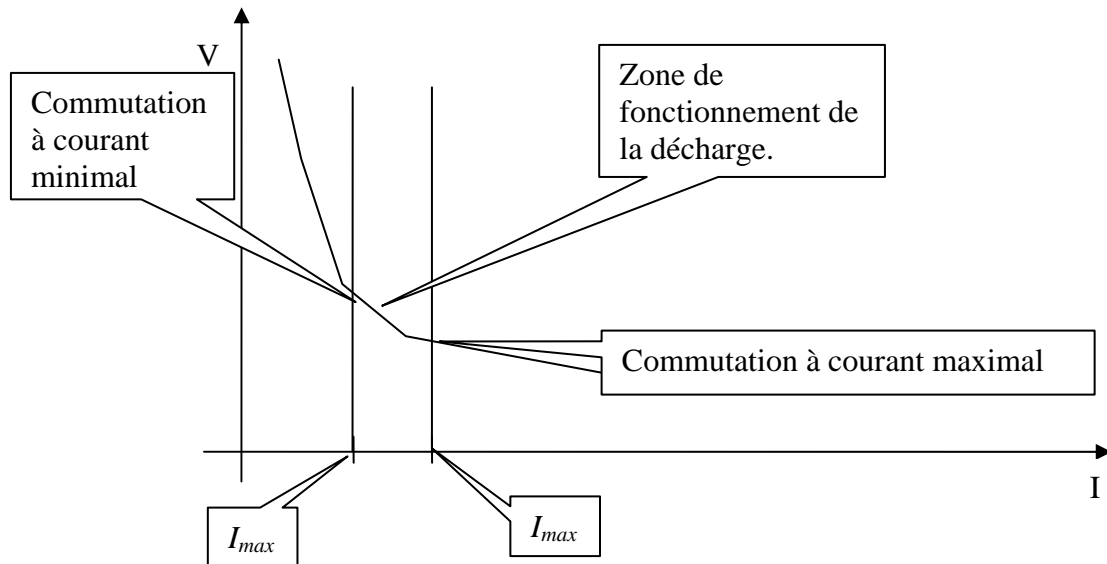 V
Commutation
à courant
minimal
Zone de
fonctionnement de
la décharge.
Commutation à courant maximal
I
Imax
Imax